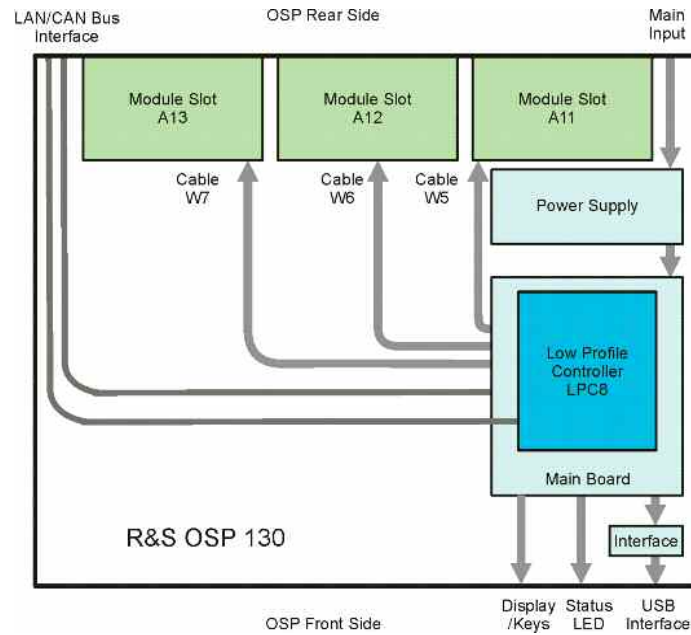 LAN/CAN Bus
Interface
OSP Rear Side
Main
Input
Module Slot
A13
Module Slot
A12
Module Slot
A11
Cable
W7
Cable
W6
Cable
W5
Power Supply
Low Profile
Controller
LPC8
Main Board
R&S OSP 130
Interface
OSP Front Side
Display
/Keys
Status
LED
USB
Interface